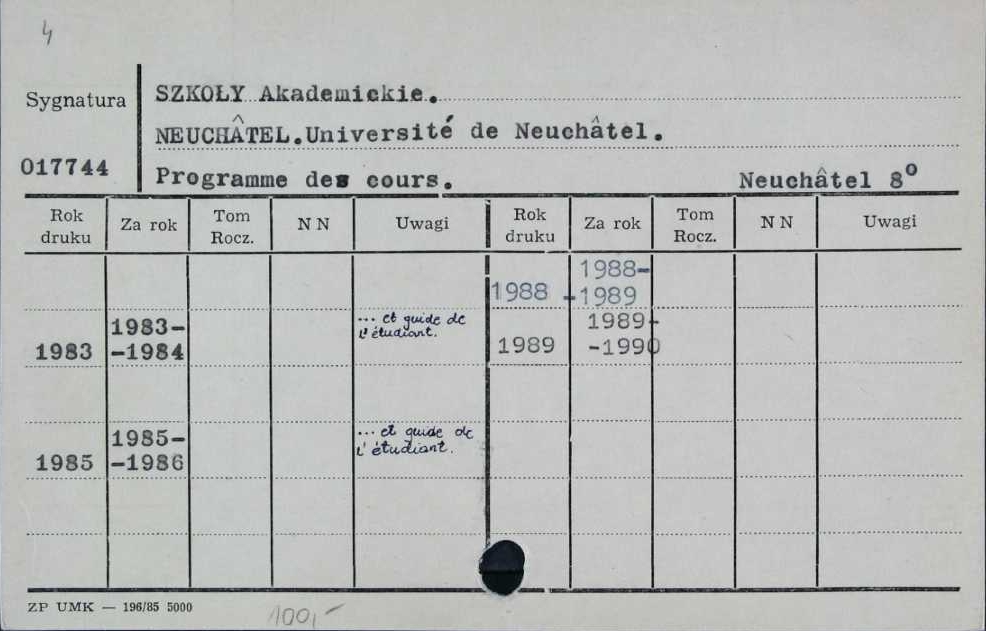 4
Sygnatura
SZKOŁY Akademickie.
NEUCHÂTEL.Université de Neuchâtel.
017744
Programme des cours. Neuchâtel 8º
Rok druku Za rok Tom Rocz. N N Uwagi Rok druku Za rok Tom Rocz. N N Uwagi
1988-
1988 -1989
1983- ... et guide de 1989-
1983 -1984 l'étudiant. 1989 -1990
1985- ... et guide de
1985 -1986 l'étudiant.
ZP UMK — 196/85 5000
100,-